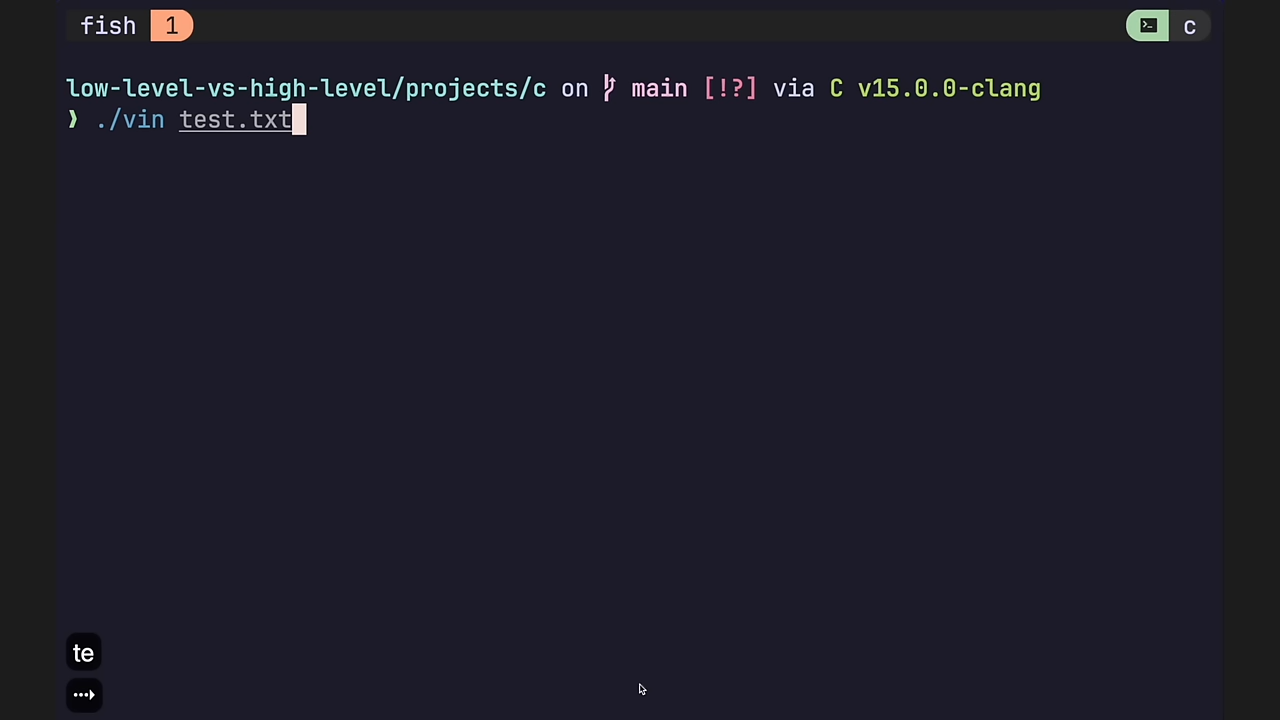 fish 1 c
low-level-vs-high-level/projects/c on main [!?] via C v15.0.0-clang
❯ ./vin test.txt
te